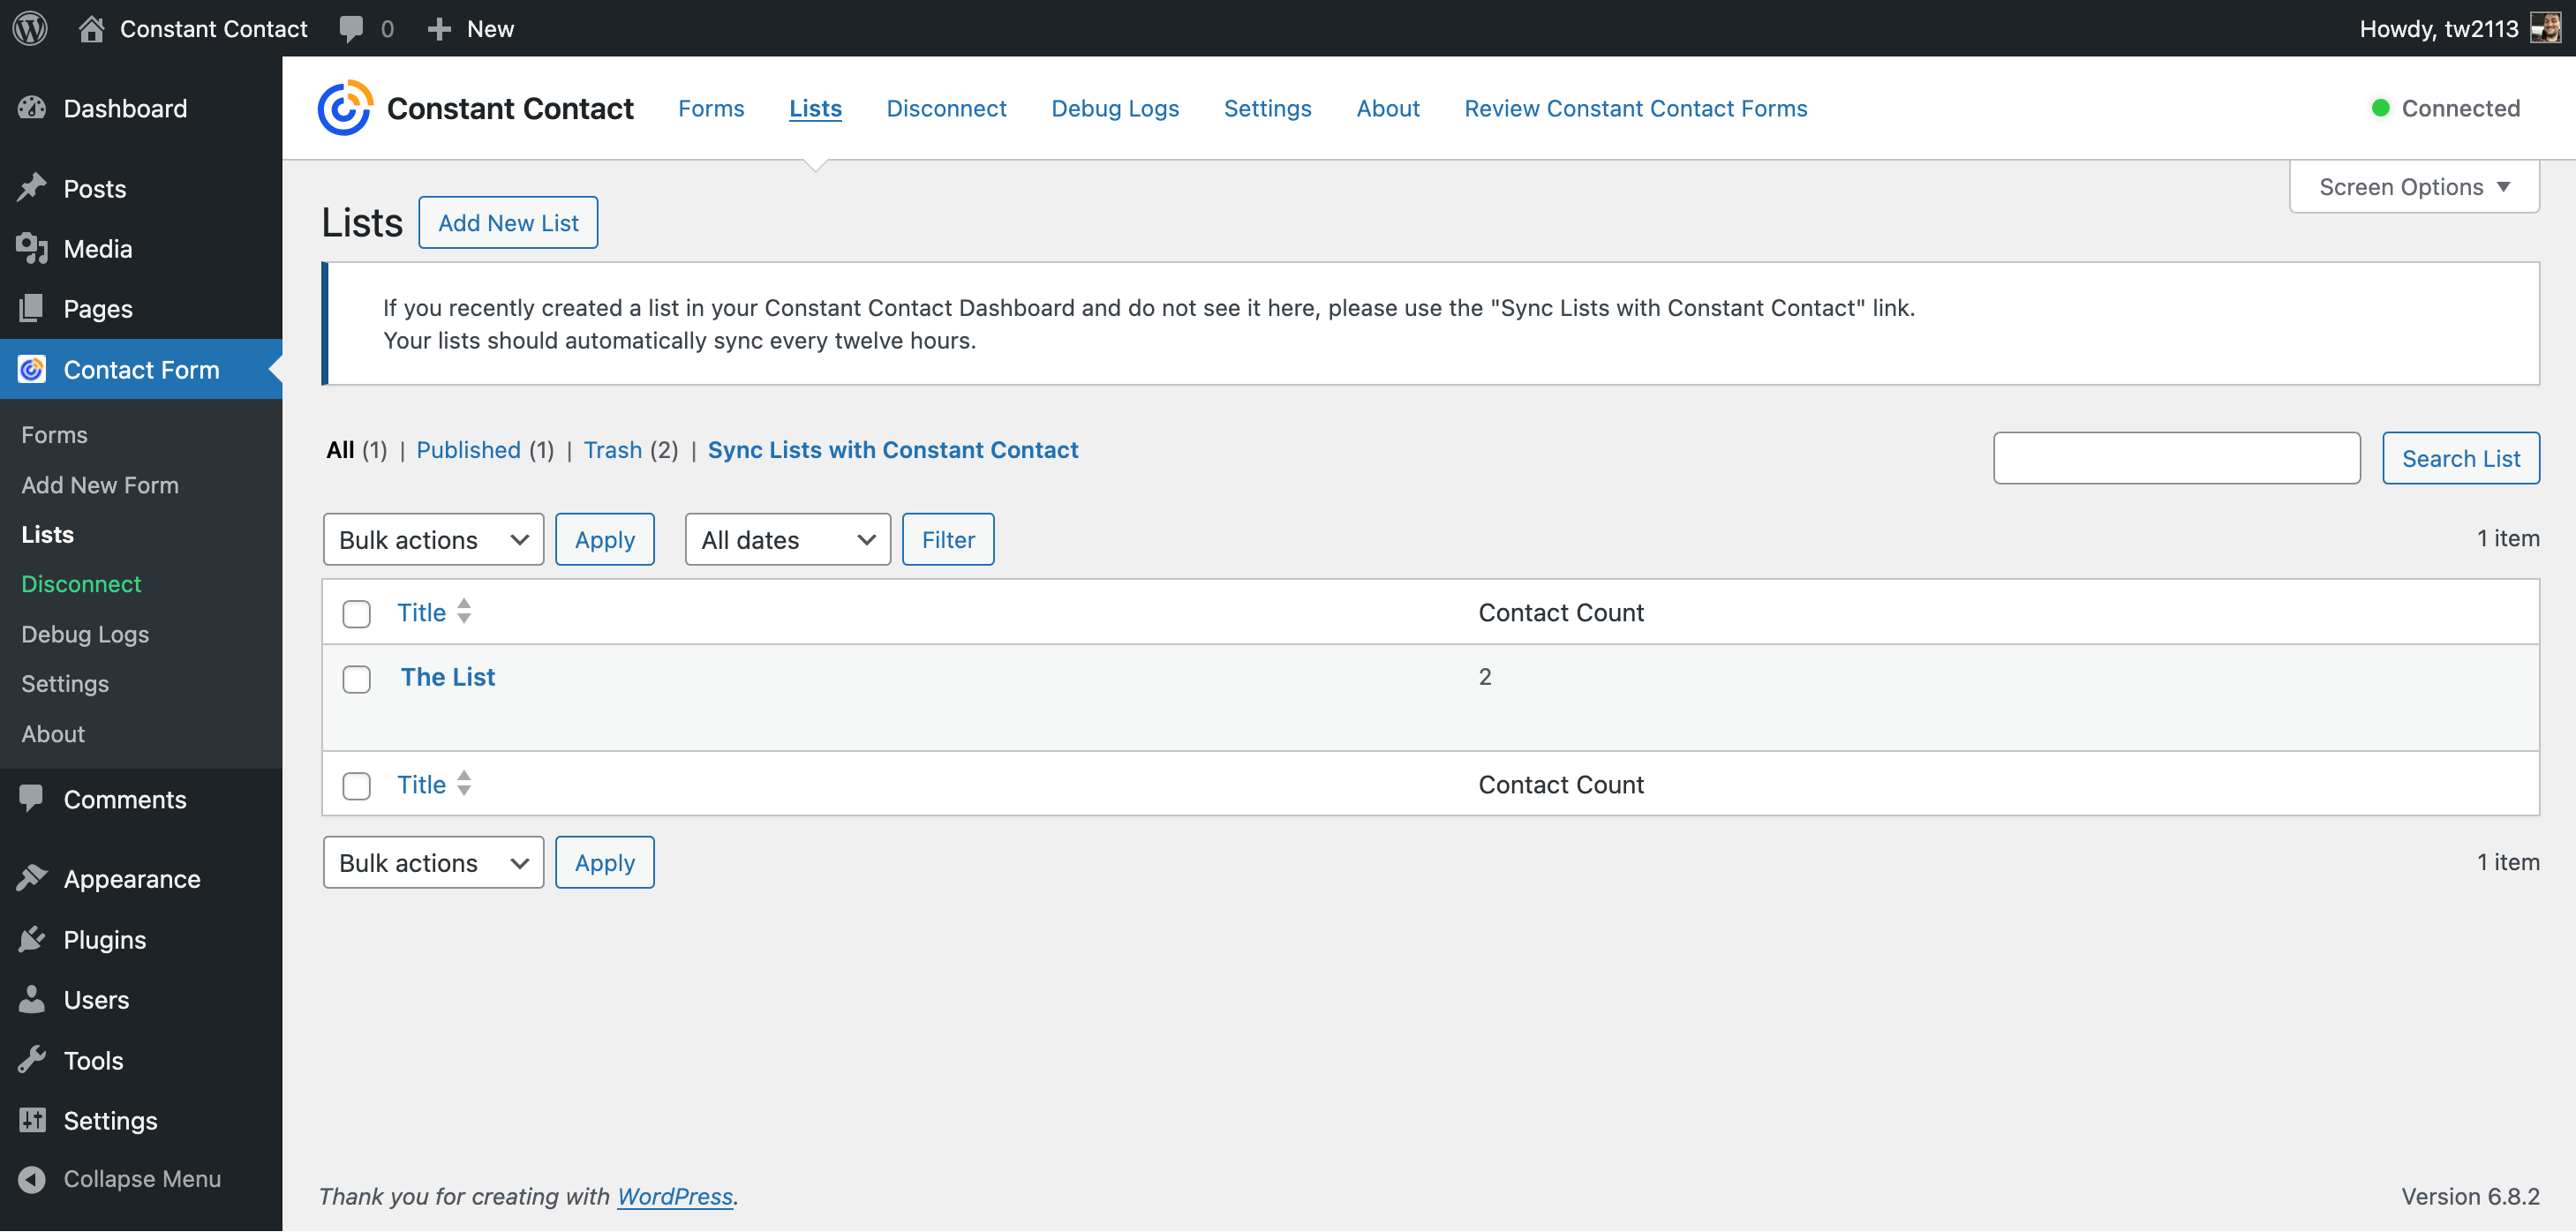 Constant Contact 0 New Howdy, tw2113
Dashboard
Posts
Media
Pages
Contact Form
Forms
Add New Form
Lists
Disconnect
Debug Logs
Settings
About
Comments
Appearance
Plugins
Users
Tools
Settings
Collapse Menu
Constant Contact Forms Lists Disconnect Debug Logs Settings About Review Constant Contact Forms Connected
Screen Options ▼
Lists Add New List
If you recently created a list in your Constant Contact Dashboard and do not see it here, please use the "Sync Lists with Constant Contact" link.
Your lists should automatically sync every twelve hours.
All (1) | Published (1) | Trash (2) | Sync Lists with Constant Contact Search List
Bulk actions Apply All dates Filter 1 item
Title Contact Count
The List 2
Title Contact Count
Bulk actions Apply 1 item
Thank you for creating with WordPress. Version 6.8.2